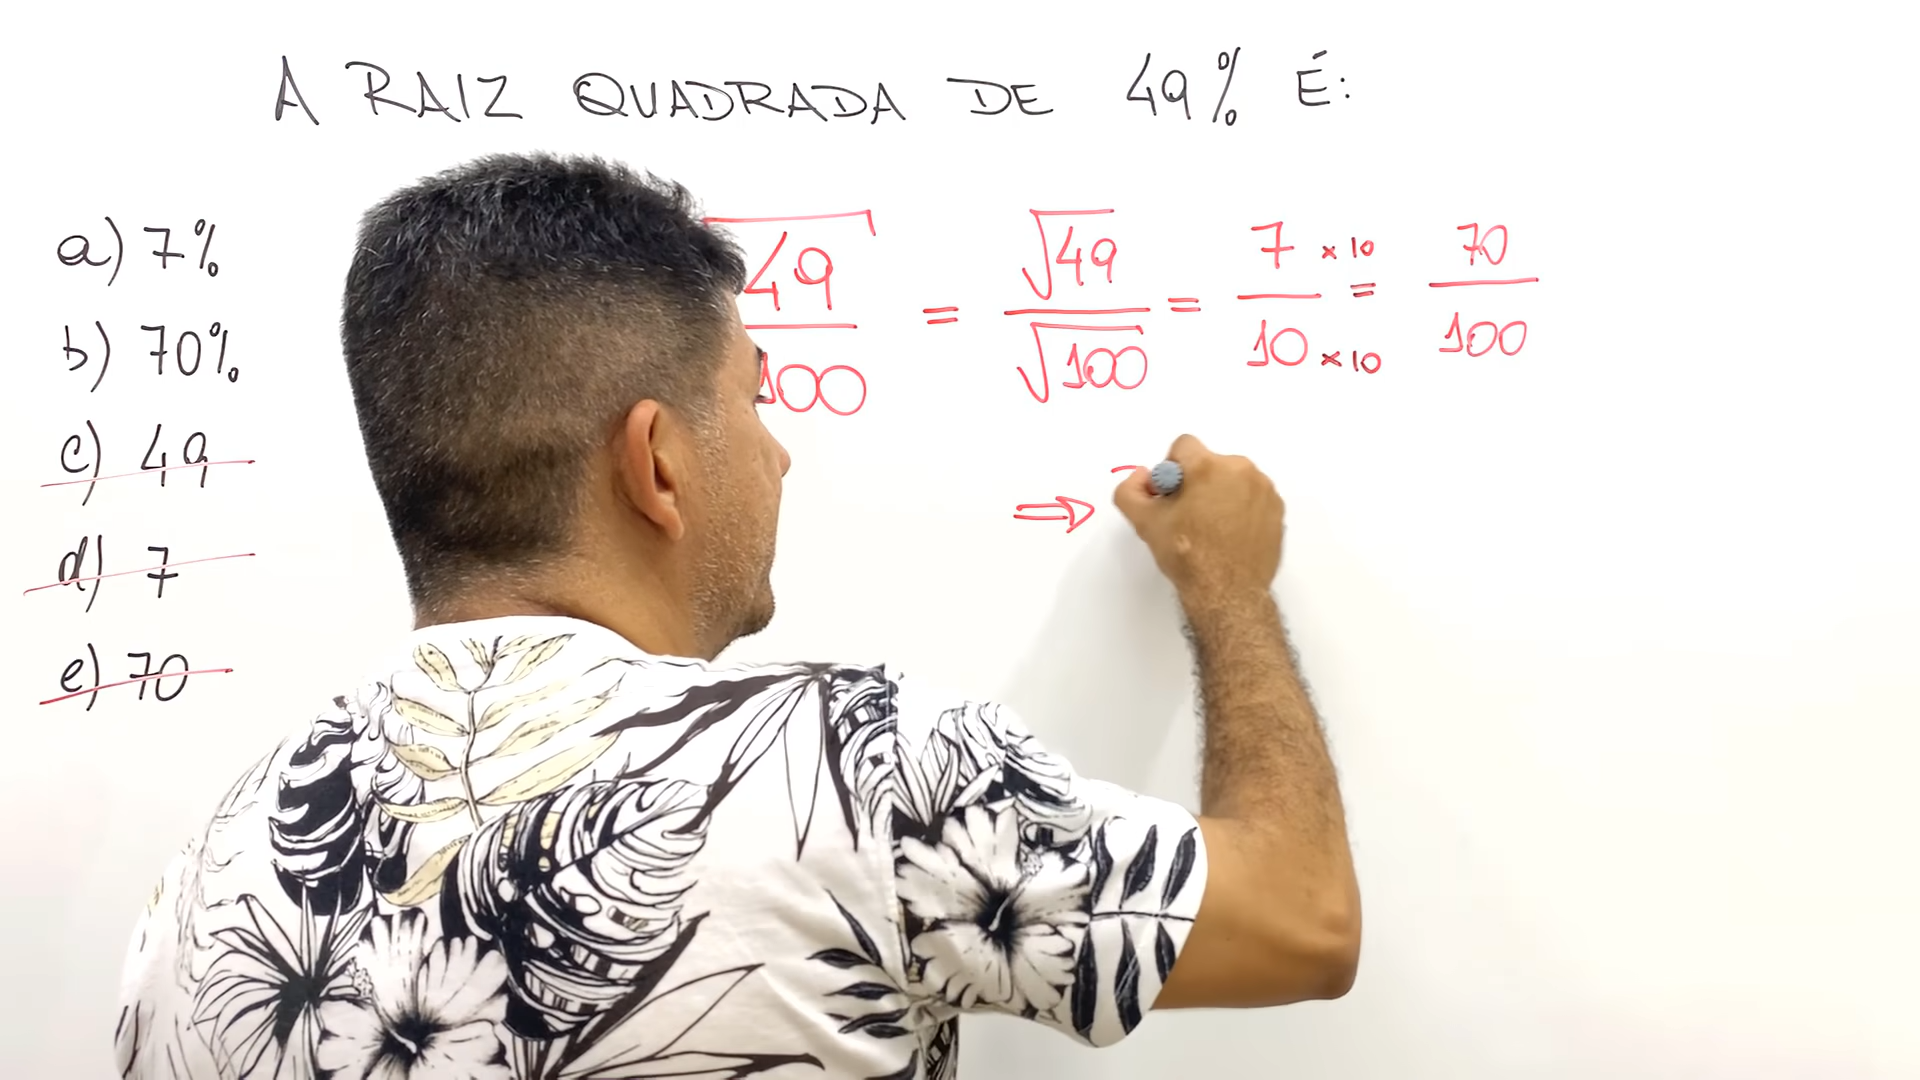 A RAIZ QUADRADA DE 49% É:
a) 7%
b) 70%
c) 49
d) 7
e) 70
49/100 = √49/√100 = 7 x 10/10 x 10 = 70/100
⇒